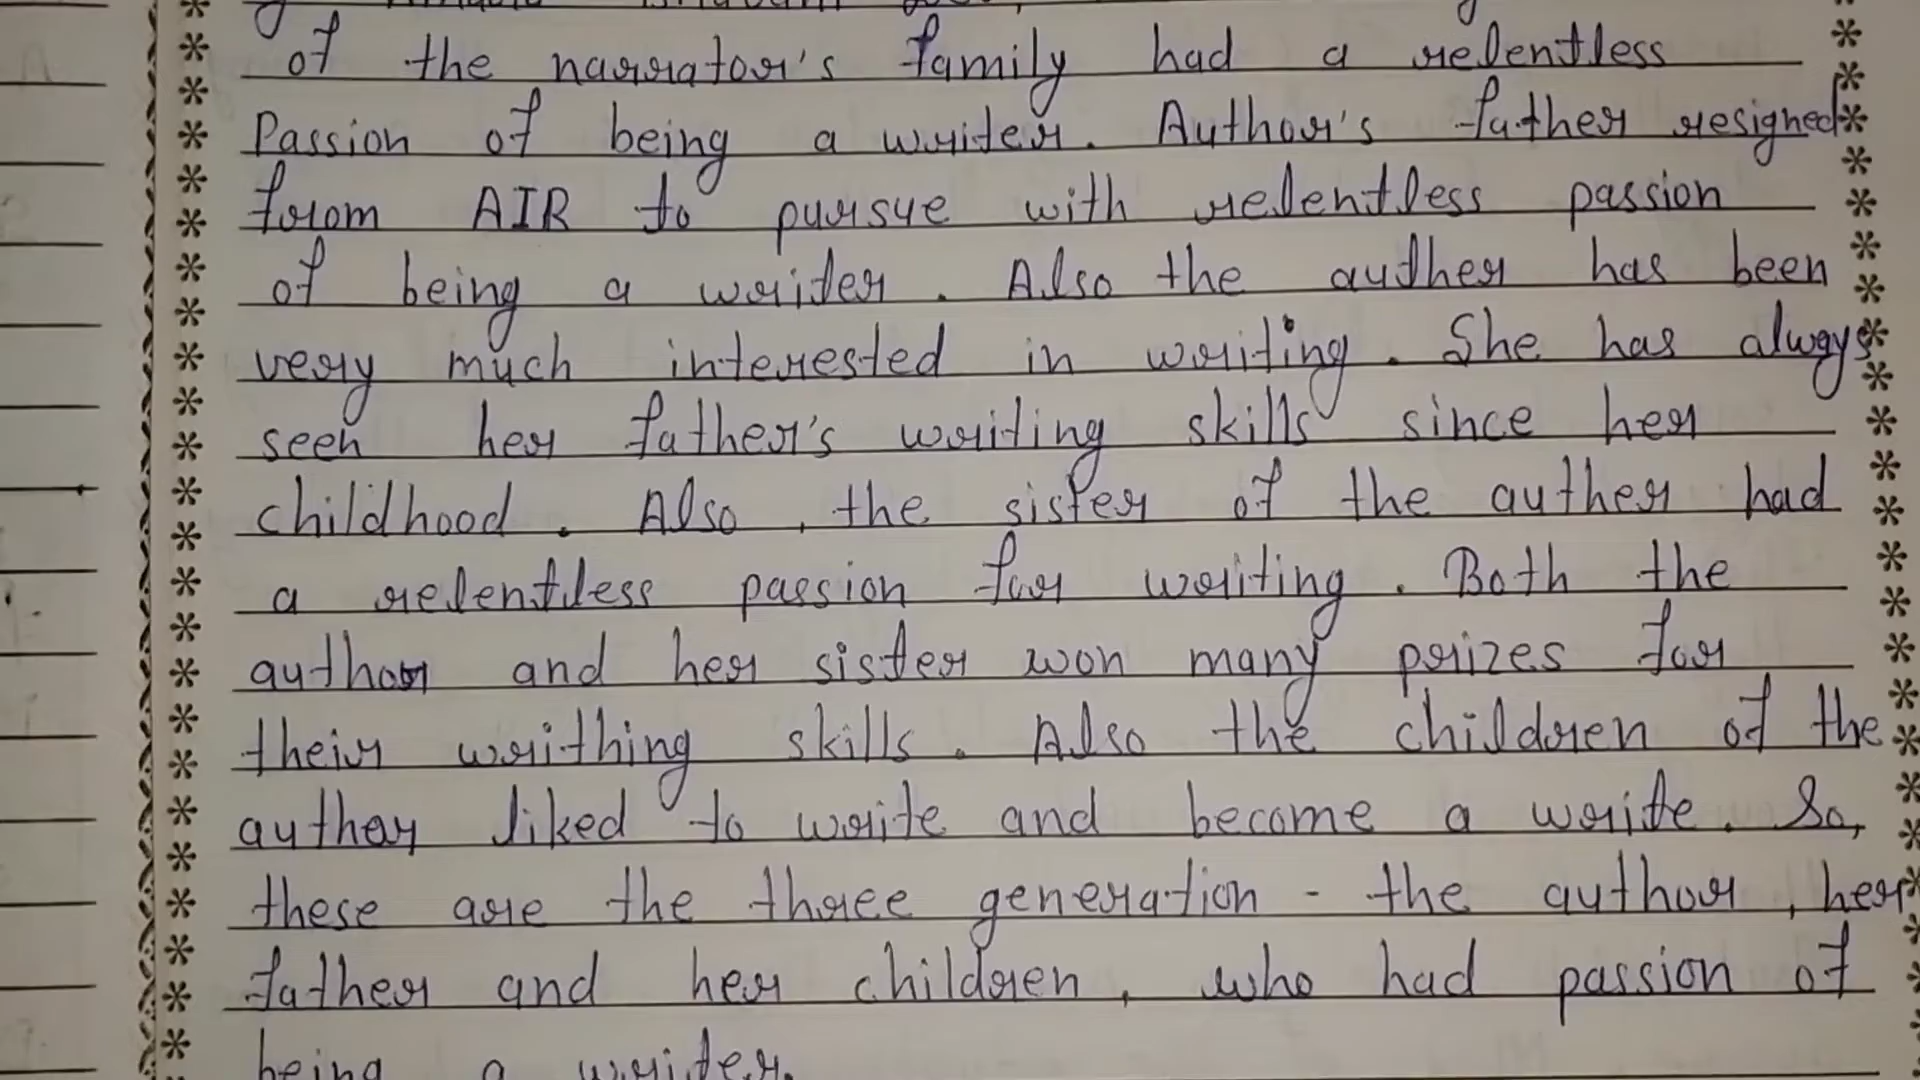 of the narrator's family had a relentless
Passion of being a writer. Author's father resigned
from AIR to pursue with relentless passion
of being a writer. Also the auther has been
very much interested in writing. She has always
seen her father's writing skills since her
childhood. Also, the sister of the auther had
a relentless passion for writing. Both the
author and her sister won many prizes for
their writhing skills. Also the children of the
author liked to write and become a write. So,
these are the three generation - the author, her
father and her children, who had passion of
being a writer.